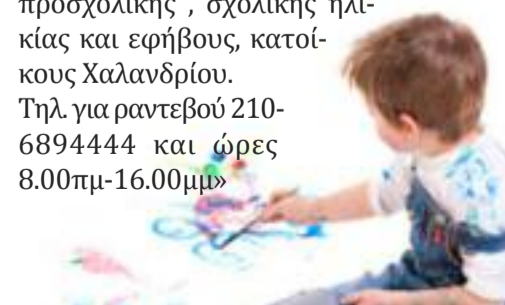 προσχολικής , σχολικής ηλι-
κίας και εφήβους, κατοί-
κους Χαλανδρίου.
Τηλ. για ραντεβού 210-
6894444 και ώρες
8.00πμ-16.00μμ»